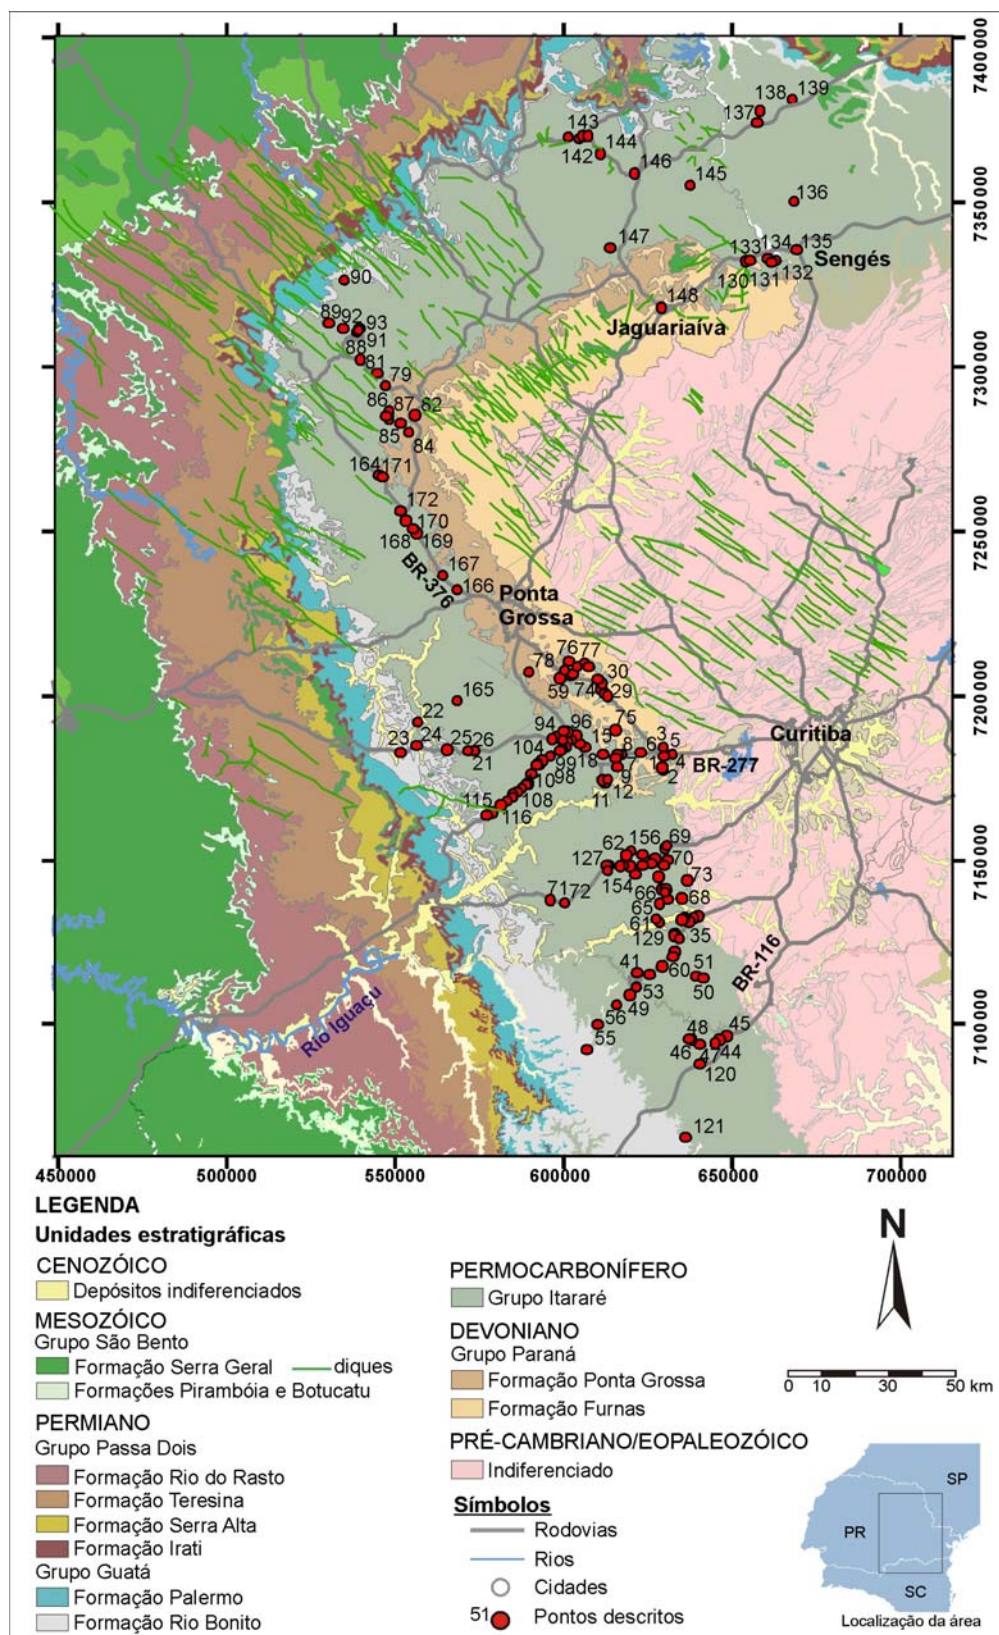 7400000
7350000
7300000
7250000
7200000
7150000
7100000
138 139
137
143
142
144
146
145
136
147
133 134 135
Sengés
130 131 132
148
Jaguariaíva
90
89 92 93
91
88
81
79
86 87 82
85 84
164 171
172
170
168 169
BR-376
167
166
Ponta
Grossa
76 77
78
59 74 30
29
165
22
23 24 25 26
21
94 96
75
15
104 99 18
98
8 6 3 5
4
7
BR-277
2
9
12
11
Curitiba
115
108
116
10
62 156 69
127
70
154
73
71 72
66
68
65
61
129 35
41
60 51
50
53
49
56
55
BR-116
48 45
46 47 44
120
121
Rio Iguaçu
450000 500000 550000 600000 650000 700000
LEGENDA
Unidades estratigráficas
CENOZÓICO
Depósitos indiferenciados
MESOZÓICO
Grupo São Bento
Formação Serra Geral diques
Formações Pirambóia e Botucatu
PERMIANO
Grupo Passa Dois
Formação Rio do Rasto
Formação Teresina
Formação Serra Alta
Formação Irati
Grupo Guatá
Formação Palermo
Formação Rio Bonito
PERMOCARBONÍFERO
Grupo Itararé
DEVONIANO
Grupo Paraná
Formação Ponta Grossa
Formação Furnas
PRÉ-CAMBRIANO/EOPALEOZÓICO
Indiferenciado
Símbolos
Rodovias
Rios
Cidades
51 Pontos descritos
N
0 10 30 50 km
SP
PR
SC
Localização da área